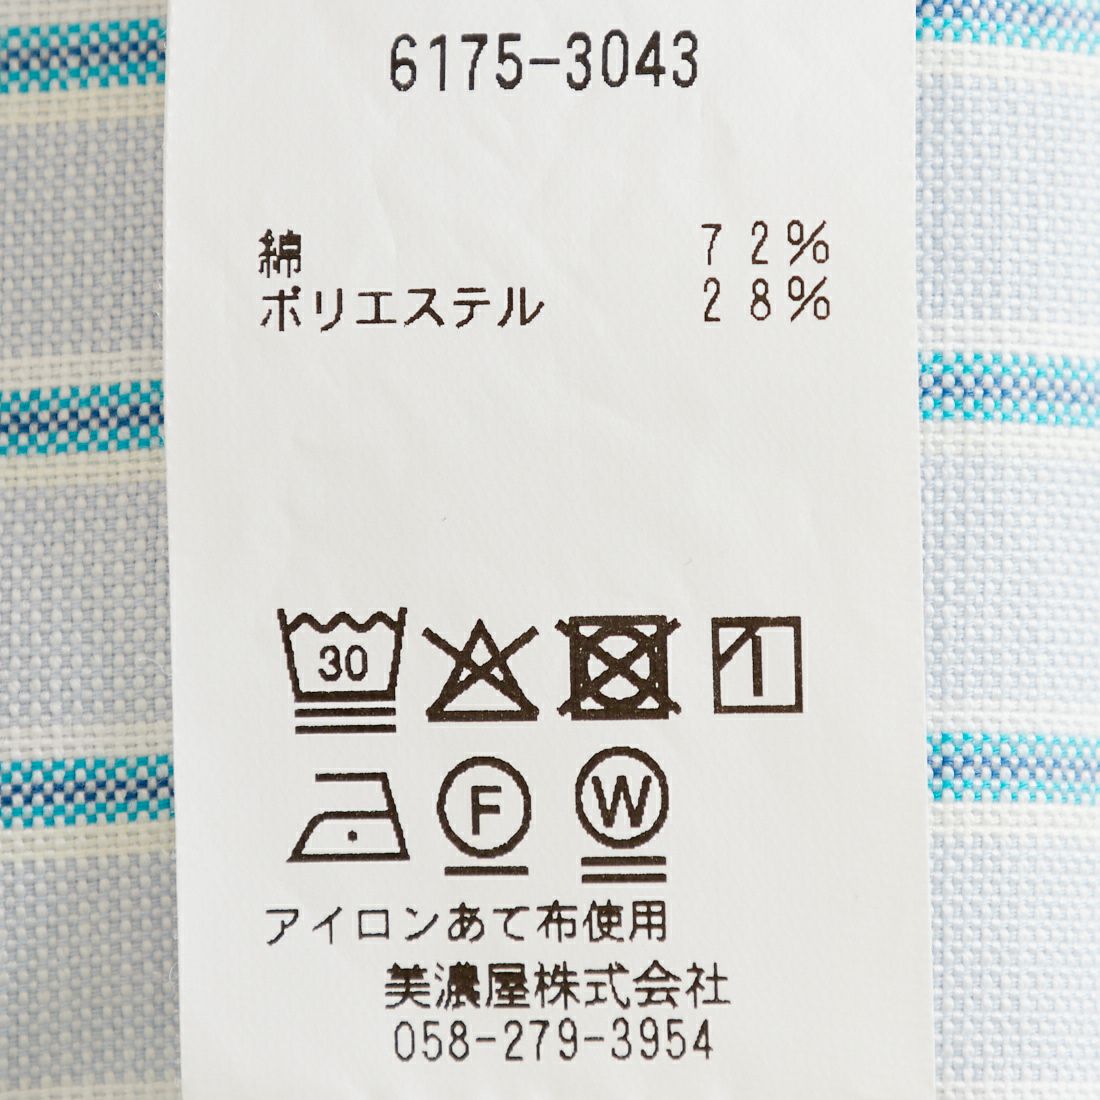 6175-3043
綿 72%
ポリエステル 28%
30
F W
アイロンあて布使用
美濃屋株式会社
058-279-3954